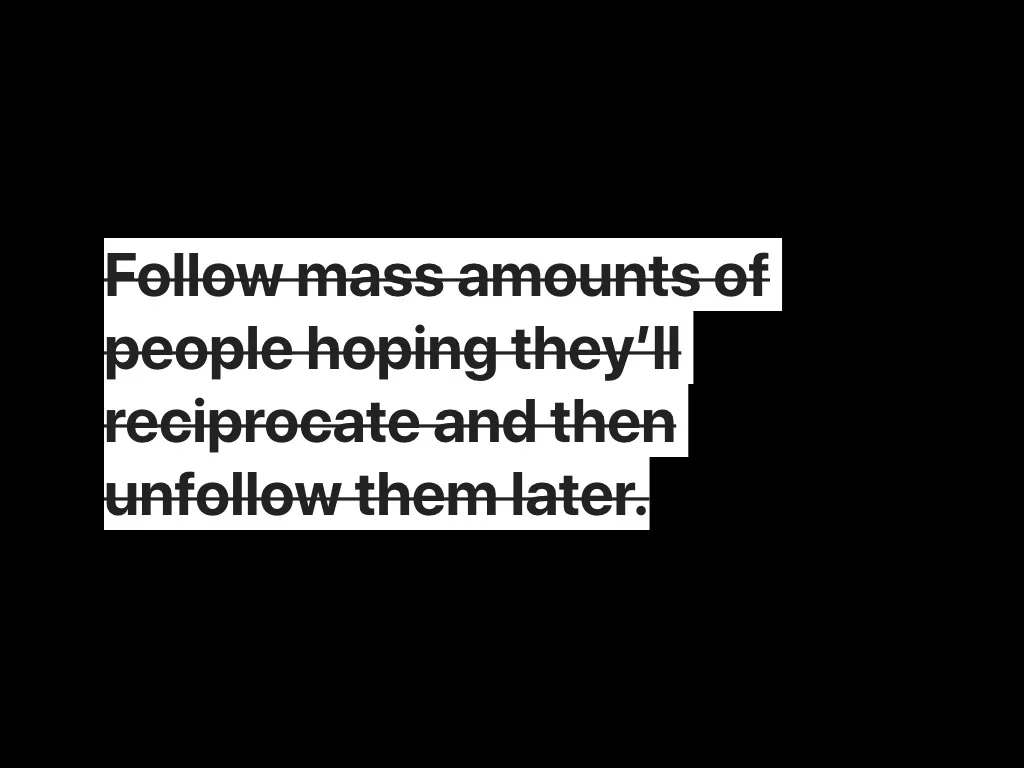 Follow mass amounts of
people hoping they’ll
reciprocate and then
unfollow them later.